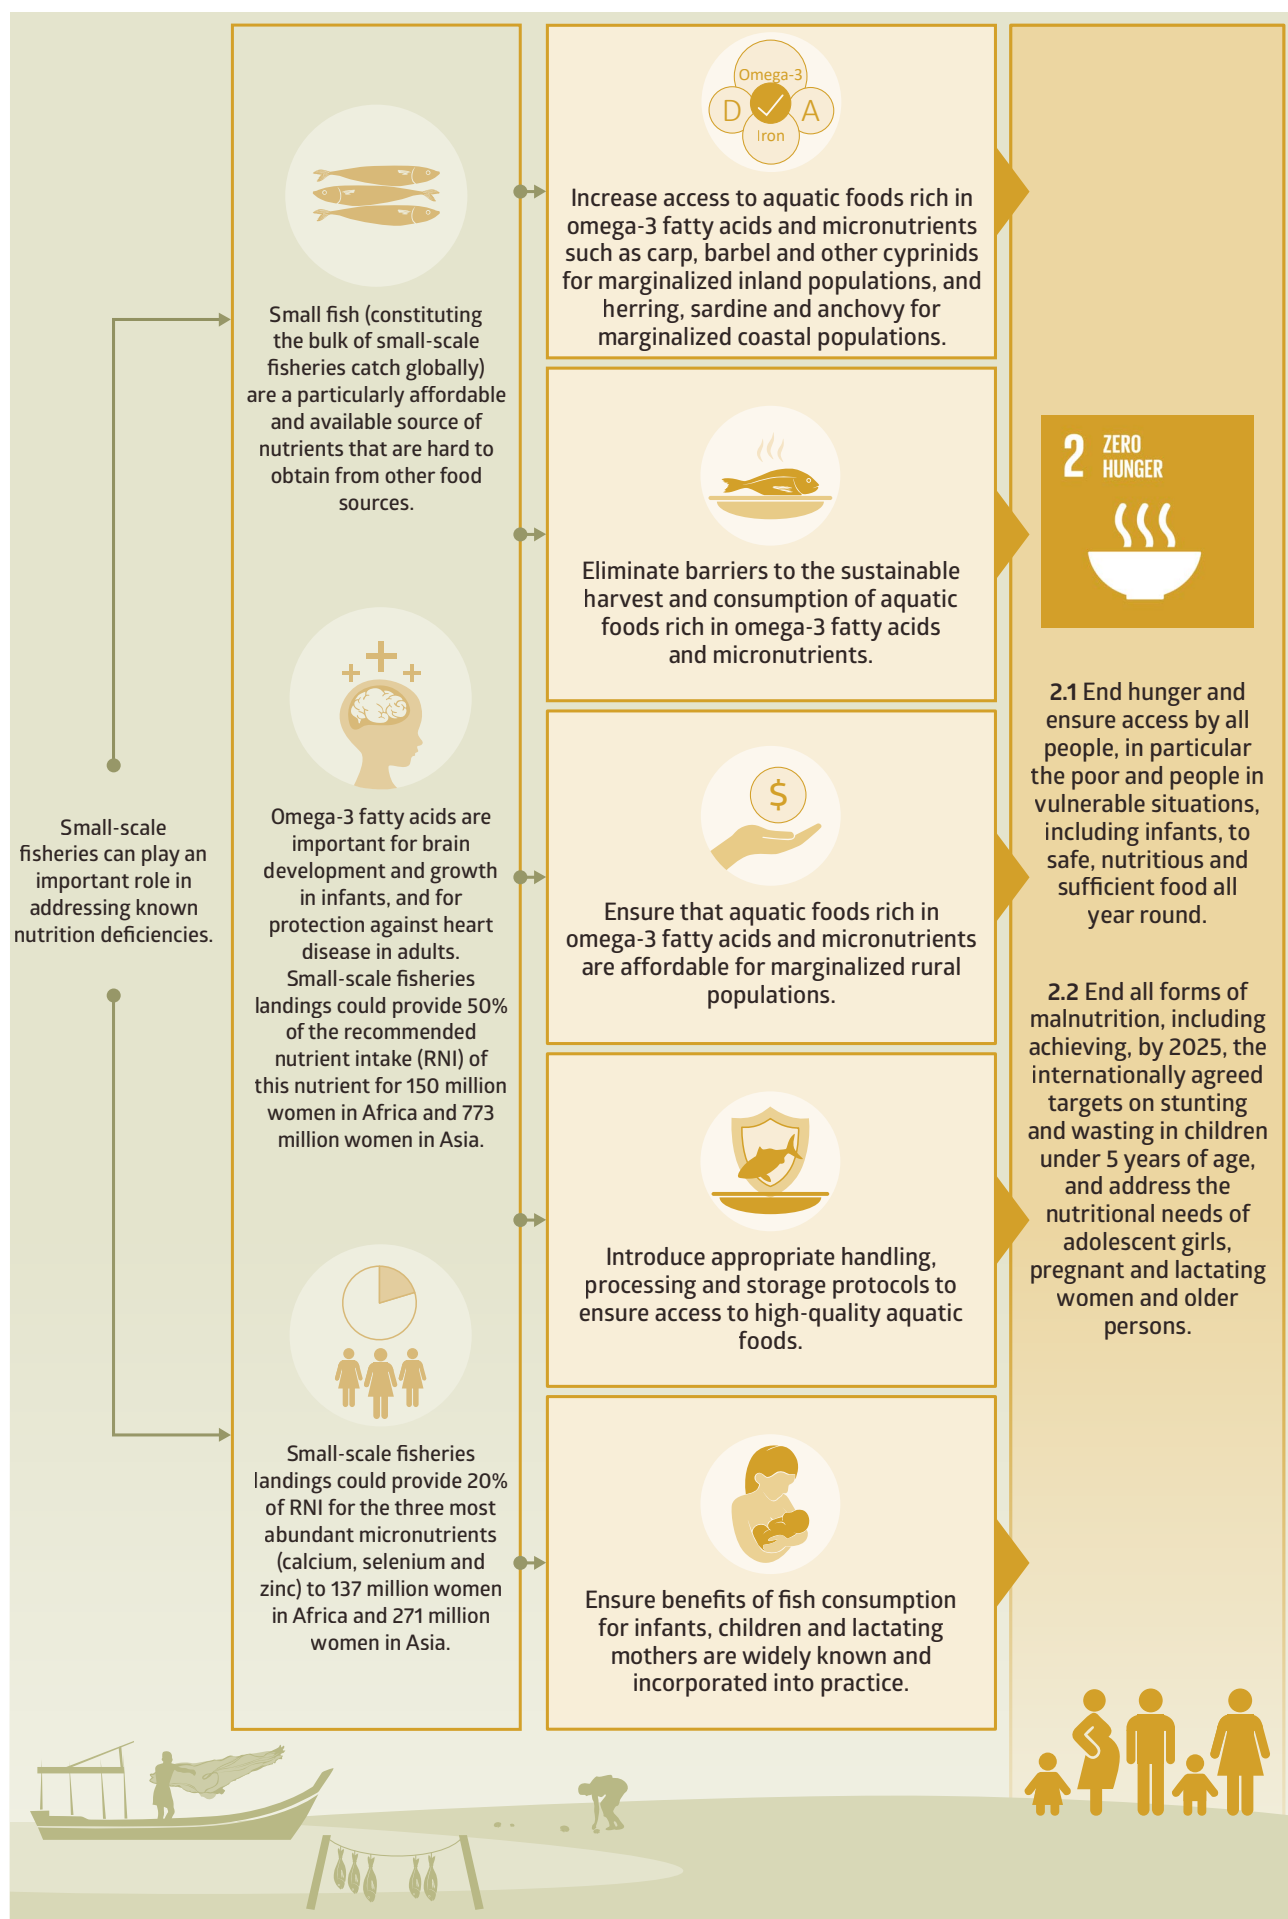 Small-scale
fisheries can play an
important role in
addressing known
nutrition deficiencies.
Small fish (constituting
the bulk of small-scale
fisheries catch globally)
are a particularly affordable
and available source of
nutrients that are hard to
obtain from other food
sources.
Omega-3 fatty acids are
important for brain
development and growth
in infants, and for
protection against heart
disease in adults.
Small-scale fisheries
landings could provide 50%
of the recommended
nutrient intake (RNI) of
this nutrient for 150 million
women in Africa and 773
million women in Asia.
Small-scale fisheries
landings could provide 20%
of RNI for the three most
abundant micronutrients
(calcium, selenium and
zinc) to 137 million women
in Africa and 271 million
women in Asia.
Omega-3
D
A
Iron
Increase access to aquatic foods rich in
omega-3 fatty acids and micronutrients
such as carp, barbel and other cyprinids
for marginalized inland populations, and
herring, sardine and anchovy for
marginalized coastal populations.
Eliminate barriers to the sustainable
harvest and consumption of aquatic
foods rich in omega-3 fatty acids
and micronutrients.
$
Ensure that aquatic foods rich in
omega-3 fatty acids and micronutrients
are affordable for marginalized rural
populations.
Introduce appropriate handling,
processing and storage protocols to
ensure access to high-quality aquatic
foods.
Ensure benefits of fish consumption
for infants, children and lactating
mothers are widely known and
incorporated into practice.
2 ZERO
HUNGER
2.1 End hunger and
ensure access by all
people, in particular
the poor and people in
vulnerable situations,
including infants, to
safe, nutritious and
sufficient food all
year round.
2.2 End all forms of
malnutrition, including
achieving, by 2025, the
internationally agreed
targets on stunting
and wasting in children
under 5 years of age,
and address the
nutritional needs of
adolescent girls,
pregnant and lactating
women and older
persons.